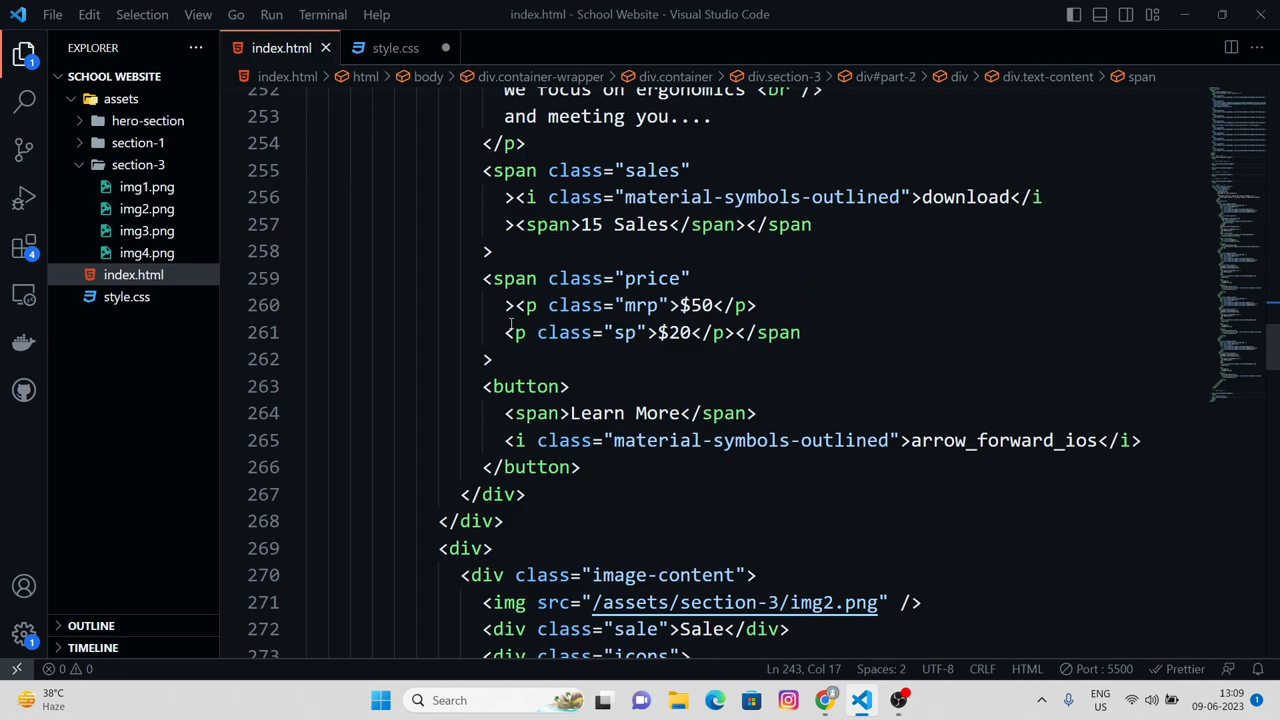 File Edit Selection View Go Run Terminal Help
index.html - School Website - Visual Studio Code
EXPLORER
index.html
style.css
SCHOOL WEBSITE
assets
hero-section
section-1
section-3
img1.png
img2.png
img3.png
img4.png
index.html
style.css
OUTLINE
TIMELINE
1
4
1
index.html > html > body > div.container-wrapper > div.container > div.section-3 > div#part-2 > div > div.text-content > span
252 we focus on ergonomics <br />
253 and meeting you....
254 </p>
255 <span class="sales"
256 ><i class="material-symbols-outlined">download</i
257 ><span>15 sales</span></span
258 >
259 <span class="price"
260 ><p class="mrp">$50</p>
261 <p class="sp">$20</p></span
262 >
263 <button>
264 <span>Learn More</span>
265 <i class="material-symbols-outlined">arrow_forward_ios</i>
266 </button>
267 </div>
268 </div>
269 <div>
270 <div class="image-content">
271 <img src="/assets/section-3/img2.png" />
272 <div class="sale">Sale</div>
273 <div class="icons">
0 0
Ln 243, Col 17 Spaces: 2 UTF-8 CRLF HTML Port : 5500 Prettier
38°C
Haze
Search
ENG
US
13:09
09-06-2023
1